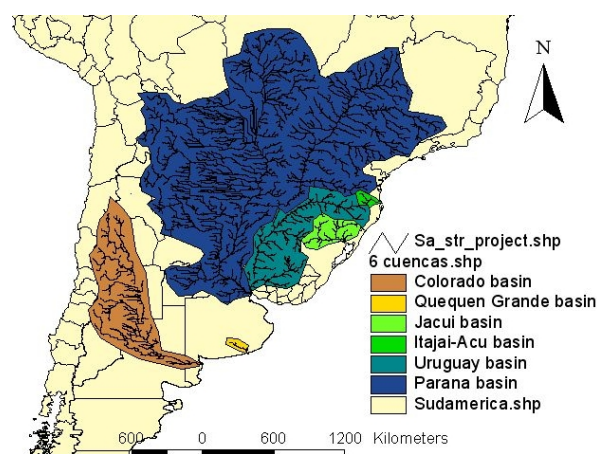 N
Sa_str_project.shp
6 cuencas.shp
Colorado basin
Quequen Grande basin
Jacui basin
Itajai-Acu basin
Uruguay basin
Parana basin
Sudamerica.shp
600 0 600 1200 Kilometers